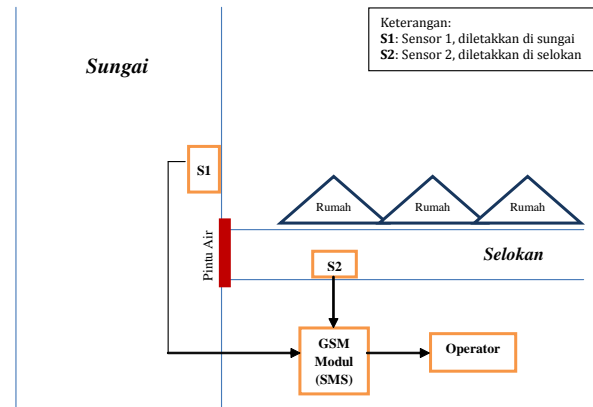 Keterangan:
S1: Sensor 1, diletakkan di sungai
S2: Sensor 2, diletakkan di selokan
Sungai
S1
Rumah
Rumah
Rumah
Pintu Air
Selokan
S2
GSM
Modul
(SMS)
Operator